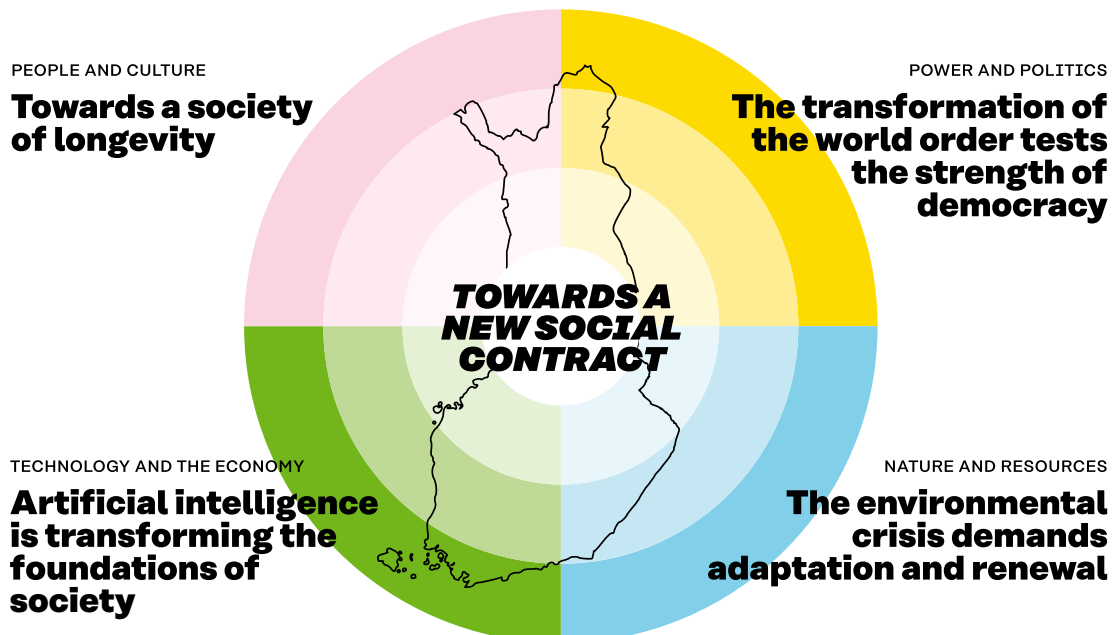 PEOPLE AND CULTURE
Towards a society
of longevity
POWER AND POLITICS
The transformation of
the world order tests
the strength of
democracy
TOWARDS A
NEW SOCIAL
CONTRACT
TECHNOLOGY AND THE ECONOMY
Artificial intelligence
is transforming the
foundations of
society
NATURE AND RESOURCES
The environmental
crisis demands
adaptation and renewal